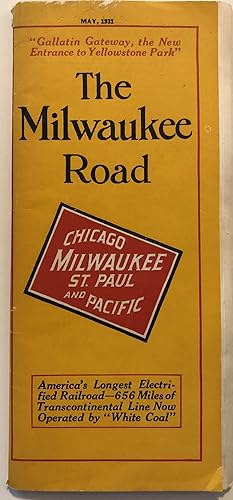 MAY, 1931
"Gallatin Gateway, the New
Entrance to Yellowstone Park"
The
Milwaukee
Road
CHICAGO
MILWAUKEE
ST. PAUL
AND PACIFIC
America's Longest Electri-
fied Railroad—656 Miles of
Transcontinental Line Now
Operated by "White Coal"